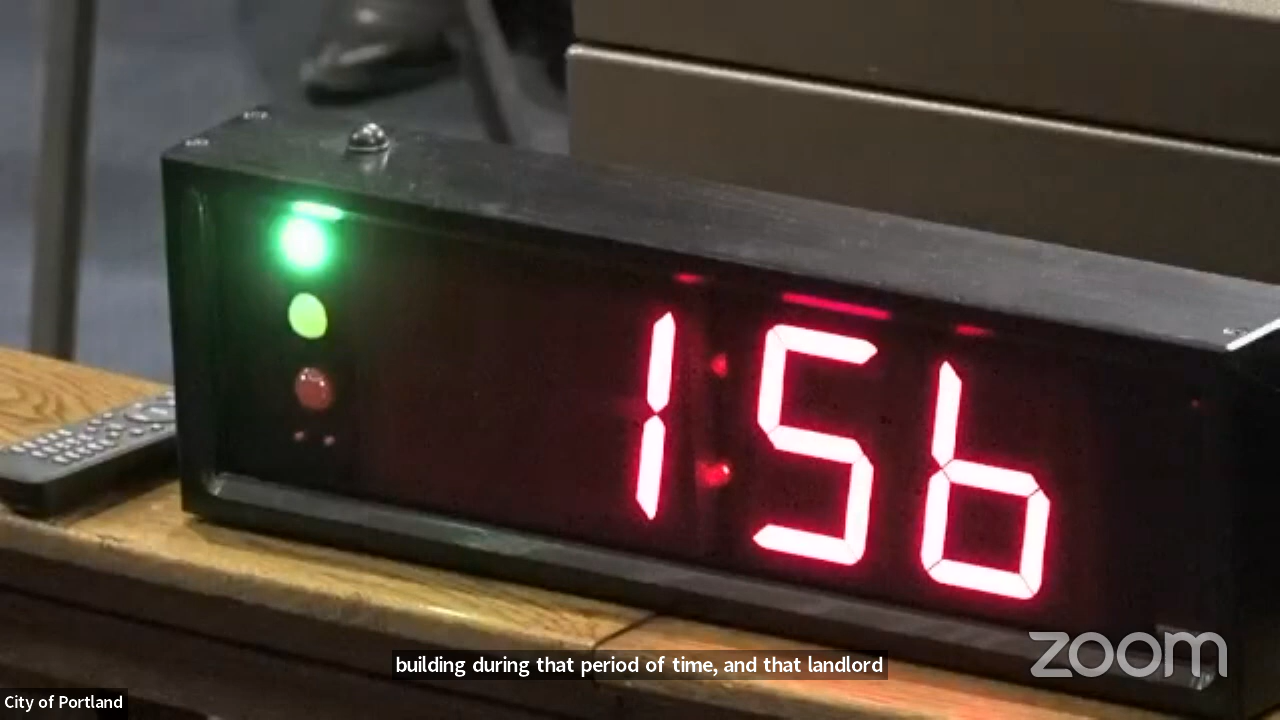 1:56
building during that period of time, and that landlord
zoom
City of Portland